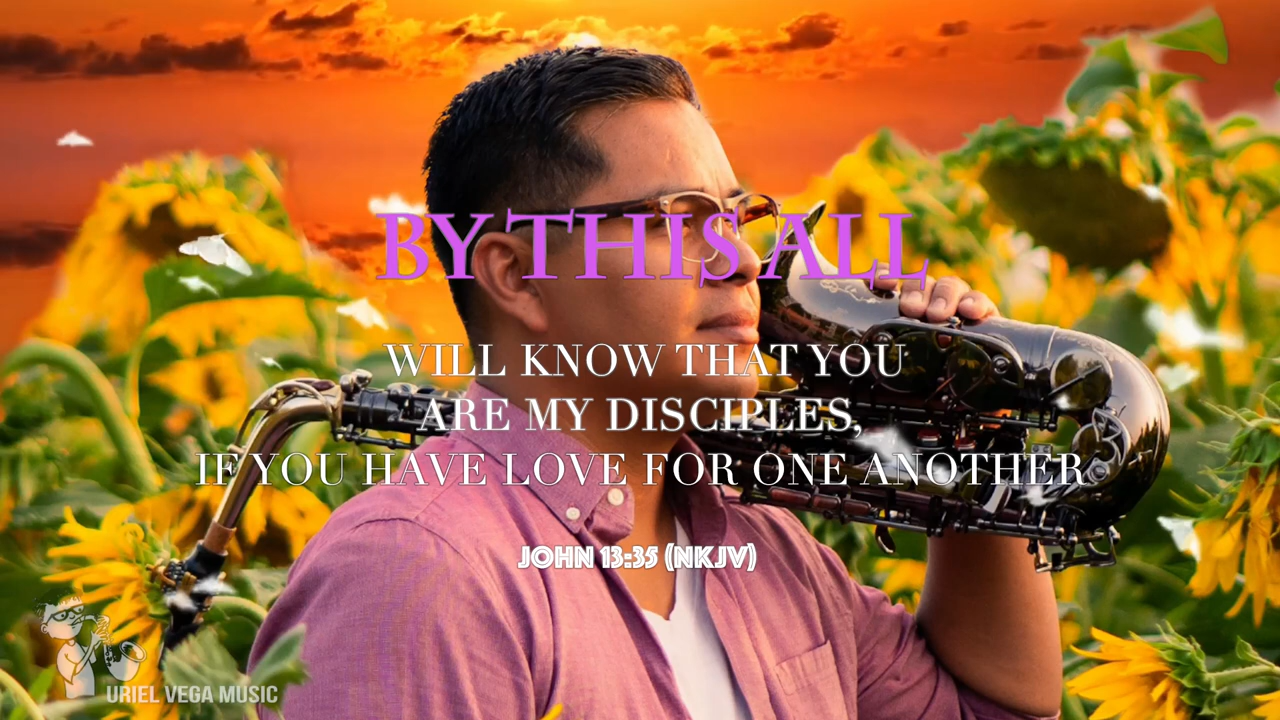 BY THIS ALL
WILL KNOW THAT YOU
ARE MY DISCIPLES,
IF YOU HAVE LOVE FOR ONE ANOTHER
JOHN 13:35 (NKJV)
URIEL VEGA MUSIC